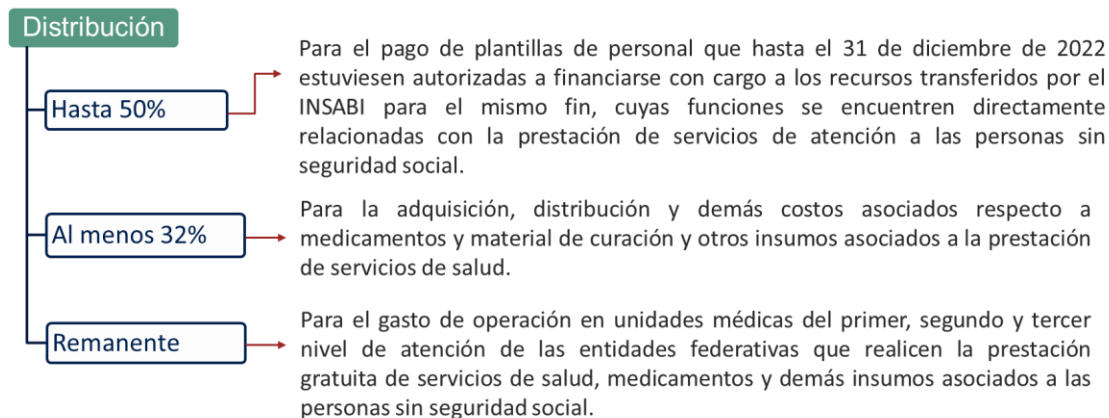 Distribución
Hasta 50%
Para el pago de plantillas de personal que hasta el 31 de diciembre de 2022
estuviesen autorizadas a financiarse con cargo a los recursos transferidos por el
INSABI para el mismo fin, cuyas funciones se encuentren directamente
relacionadas con la prestación de servicios de atención a las personas sin
seguridad social.
Al menos 32%
Para la adquisición, distribución y demás costos asociados respecto a
medicamentos y material de curación y otros insumos asociados a la prestación
de servicios de salud.
Remanente
Para el gasto de operación en unidades médicas del primer, segundo y tercer
nivel de atención de las entidades federativas que realicen la prestación
gratuita de servicios de salud, medicamentos y demás insumos asociados a las
personas sin seguridad social.